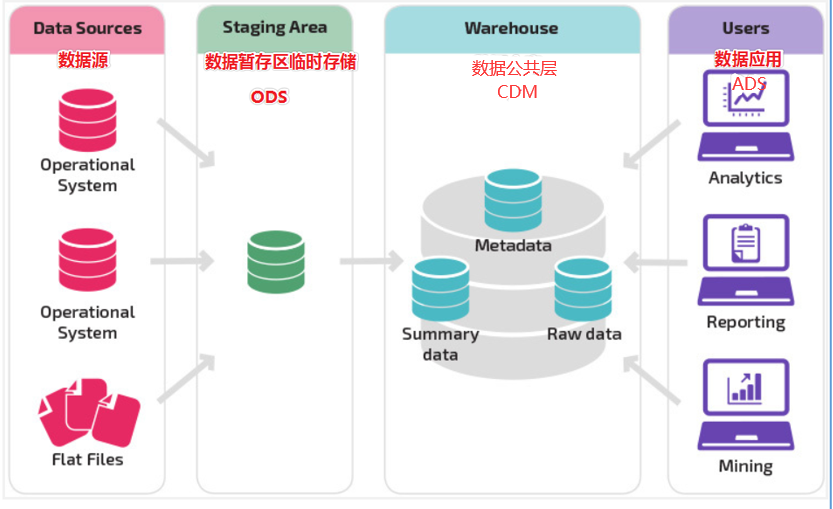 Data Sources
数据源
Operational
System
Operational
System
Flat Files
Staging Area
数据暂存区临时存储
ODS
Warehouse
数据公共层
CDM
Metadata
Summary
data
Raw data
Users
数据应用
ADS
Analytics
Reporting
Mining